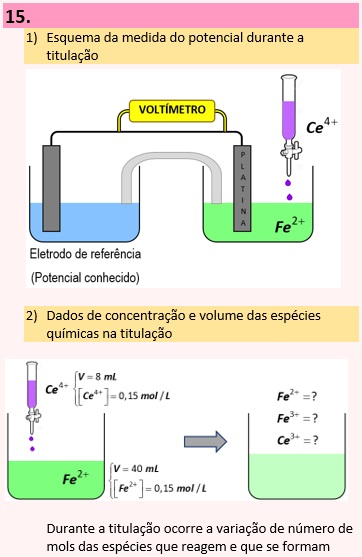 15.
1) Esquema da medida do potencial durante a
titulação
VOLTÍMETRO
Ce⁴⁺
PLATINA
Fe²⁺
Eletrodo de referência
(Potencial conhecido)
2) Dados de concentração e volume das espécies
químicas na titulação
Ce⁴⁺ { V = 8 mL
[Ce⁴⁺] = 0,15 mol / L
Fe²⁺ { V = 40 mL
[Fe²⁺] = 0,15 mol / L
Fe²⁺ = ?
Fe³⁺ = ?
Ce³⁺ = ?
Durante a titulação ocorre a variação de número de
mols das espécies que reagem e que se formam